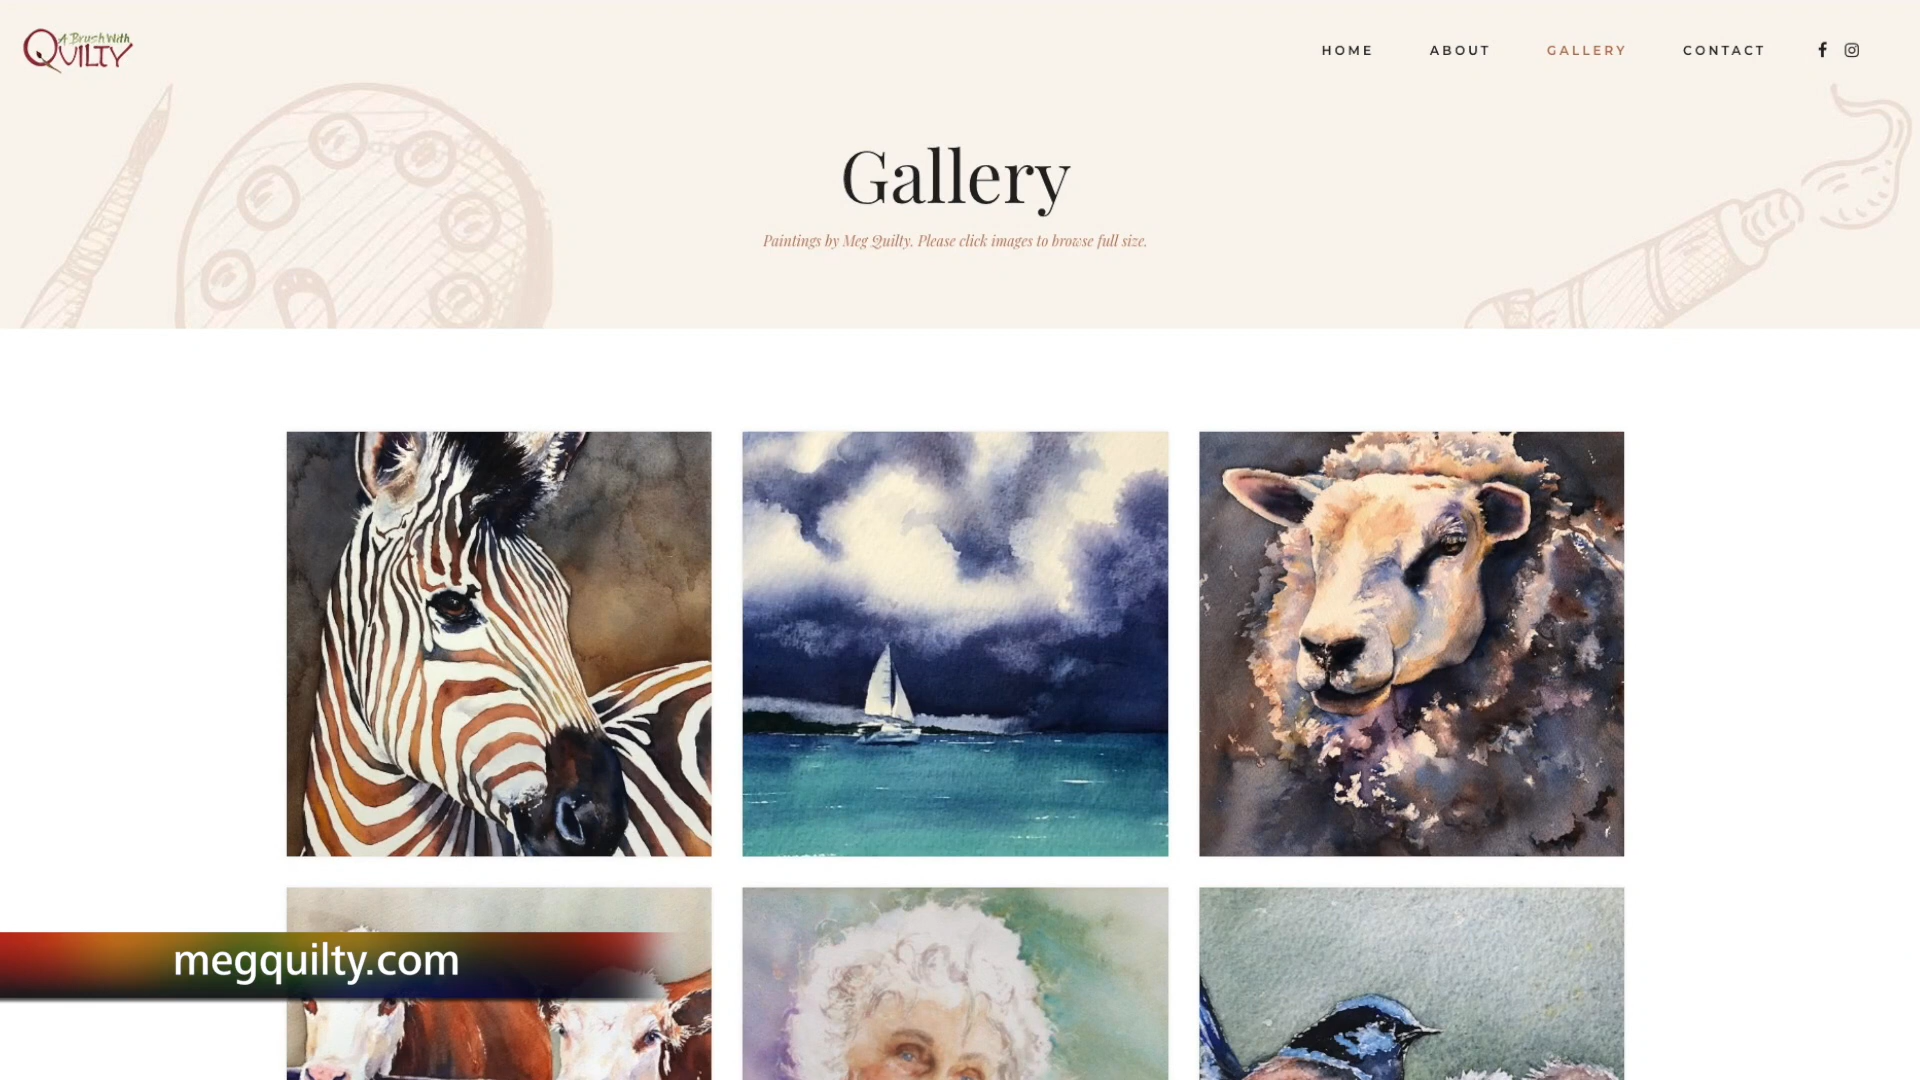 A Brush With
QUILTY
HOME
ABOUT
GALLERY
CONTACT
Gallery
Paintings by Meg Quilty. Please click images to browse full size.
megquilty.com